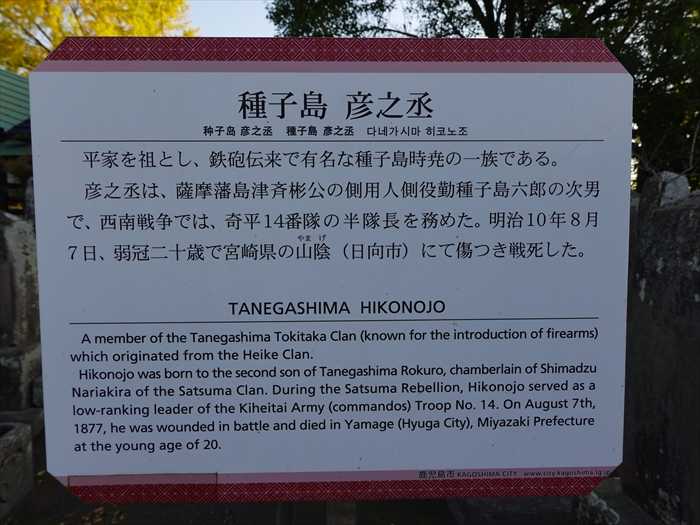 種子島 彦之丞
种子岛 彦之丞 種子島 彦之丞 다네가시마 히코노조
平家を祖とし、鉄砲伝来で有名な種子島時尭の一族である。
彦之丞は、薩摩藩島津斉彬公の側用人側役勤種子島六郎の次男
で、西南戦争では、奇平14番隊の半隊長を務めた。明治10年8月
やま げ
7日、弱冠二十歳で宮崎県の山陰（日向市）にて傷つき戦死した。
TANEGASHIMA HIKONOJO
A member of the Tanegashima Tokitaka Clan (known for the introduction of firearms)
which originated from the Heike Clan.
Hikonojo was born to the second son of Tanegashima Rokuro, chamberlain of Shimadzu
Nariakira of the Satsuma Clan. During the Satsuma Rebellion, Hikonojo served as a
low-ranking leader of the Kiheitai Army (commandos) Troop No. 14. On August 7th,
1877, he was wounded in battle and died in Yamage (Hyuga City), Miyazaki Prefecture
at the young age of 20.
鹿児島市 KAGOSHIMA CITY www.city.kagoshima.lg.jp